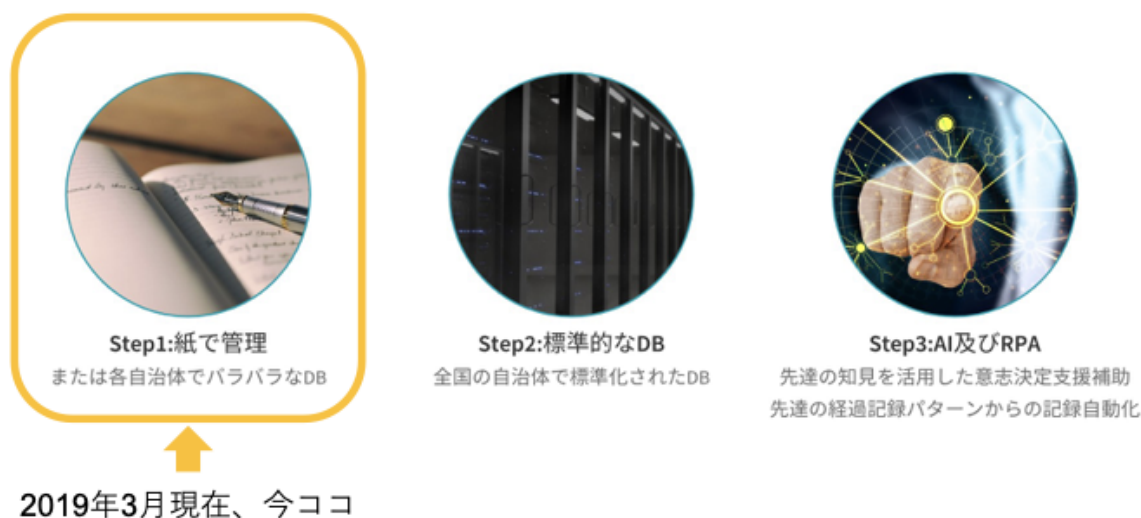 Step1:紙で管理
または各自治体でバラバラなDB
Step2:標準的なDB
全国の自治体で標準化されたDB
Step3:AI及びRPA
先達の知見を活用した意志決定支援補助
先達の経過記録パターンからの記録自動化
2019年3月現在、今ココ